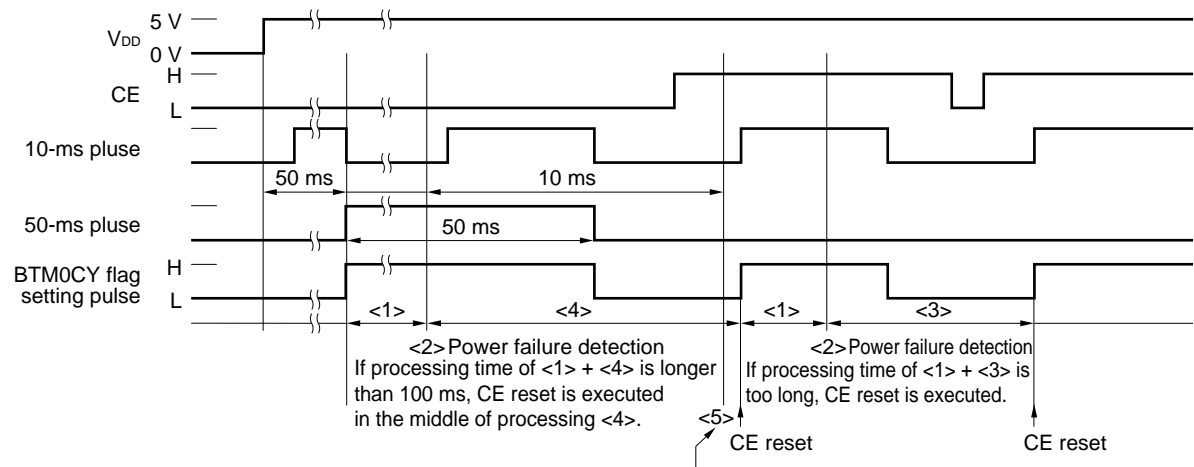 5 V
VDD
0 V
H
CE
L
10-ms pluse
50 ms
10 ms
50-ms pluse
50 ms
H
BTM0CY flag
setting pulse
L
<1>
<4>
<1>
<3>
<2>Power failure detection
If processing time of <1> + <4> is longer
than 100 ms, CE reset is executed
in the middle of processing <4>.
<2>Power failure detection
If processing time of <1> + <3> is
too long, CE reset is executed.
<5>
CE reset
CE reset